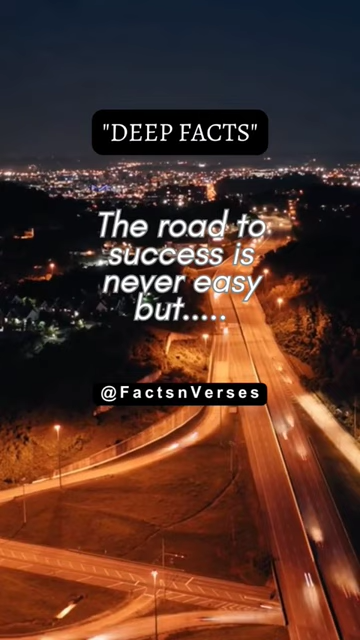 "DEEP FACTS"
The road to
success is
never easy
but.....
@FactsnVerses